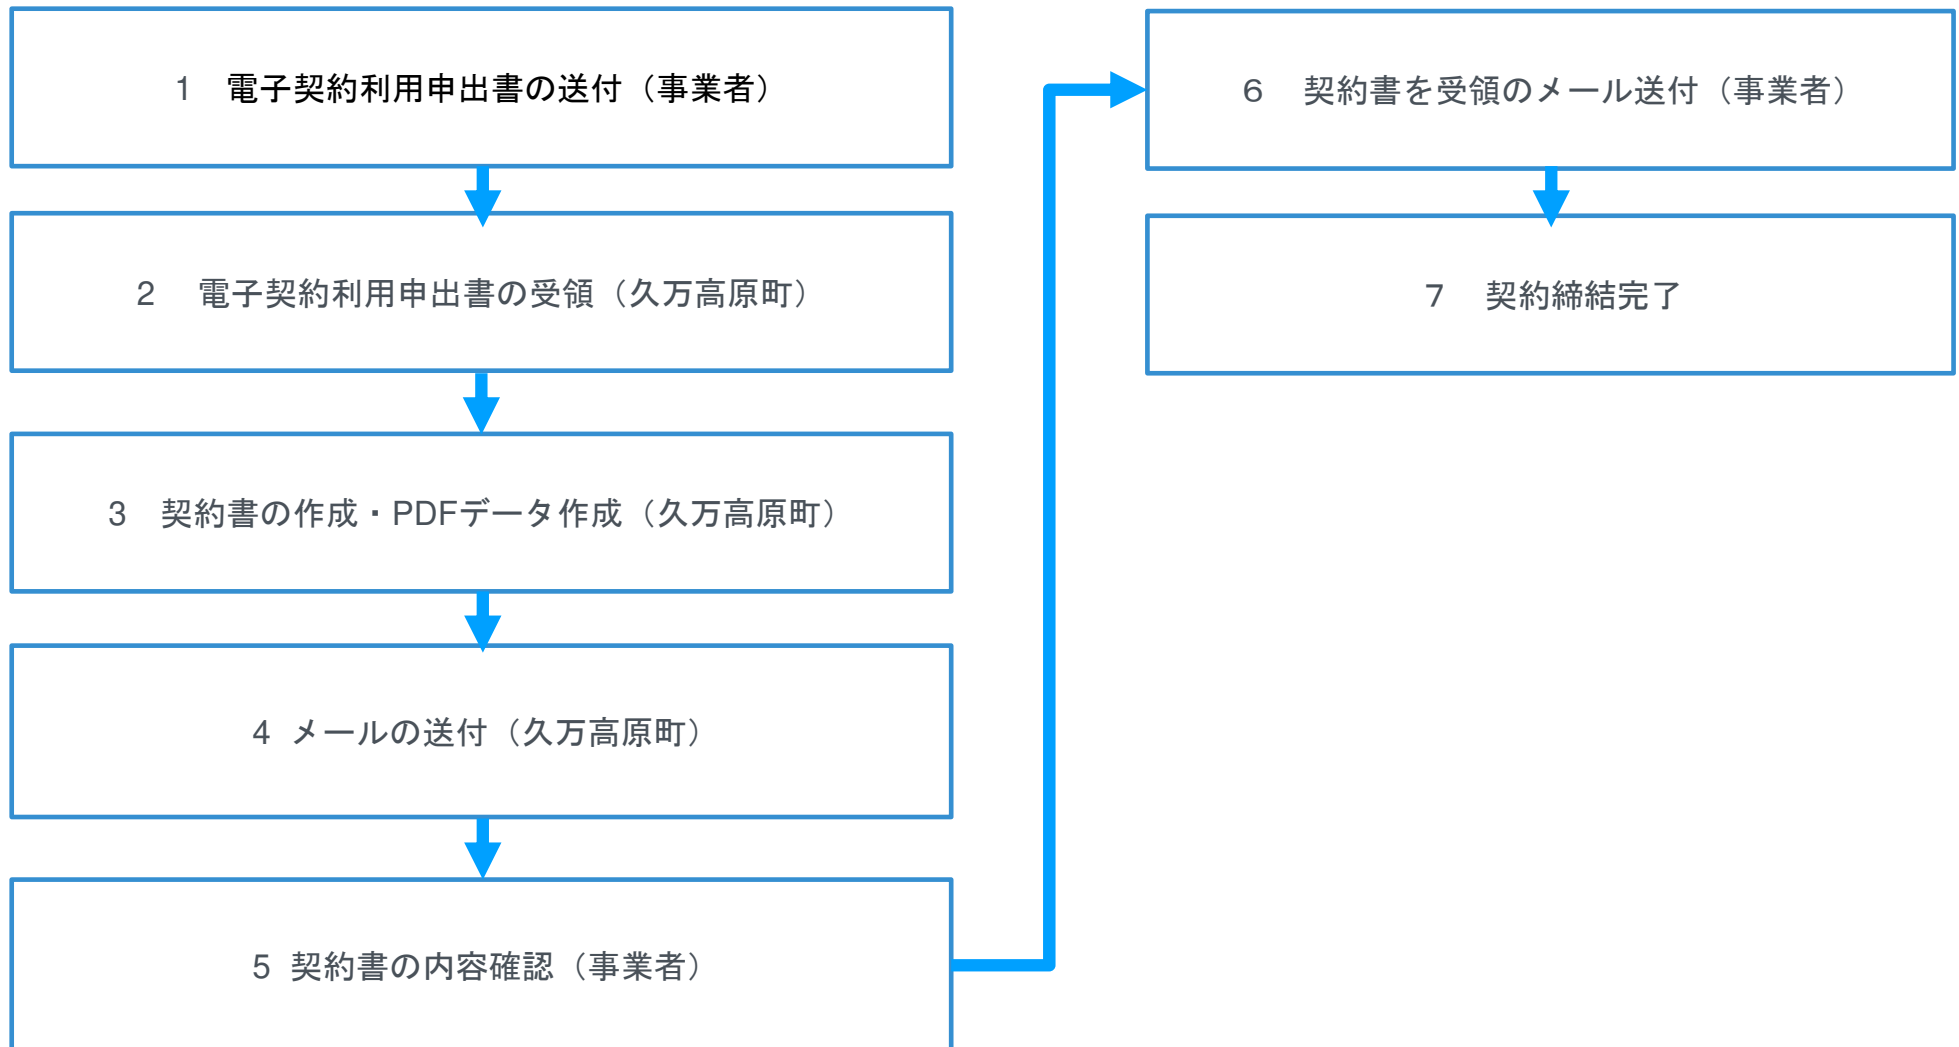 1　電子契約利用申出書の送付（事業者）
2　電子契約利用申出書の受領（久万高原町）
3　契約書の作成・PDFデータ作成（久万高原町）
4 メールの送付（久万高原町）
5 契約書の内容確認（事業者）
6　契約書を受領のメール送付（事業者）
7　契約締結完了